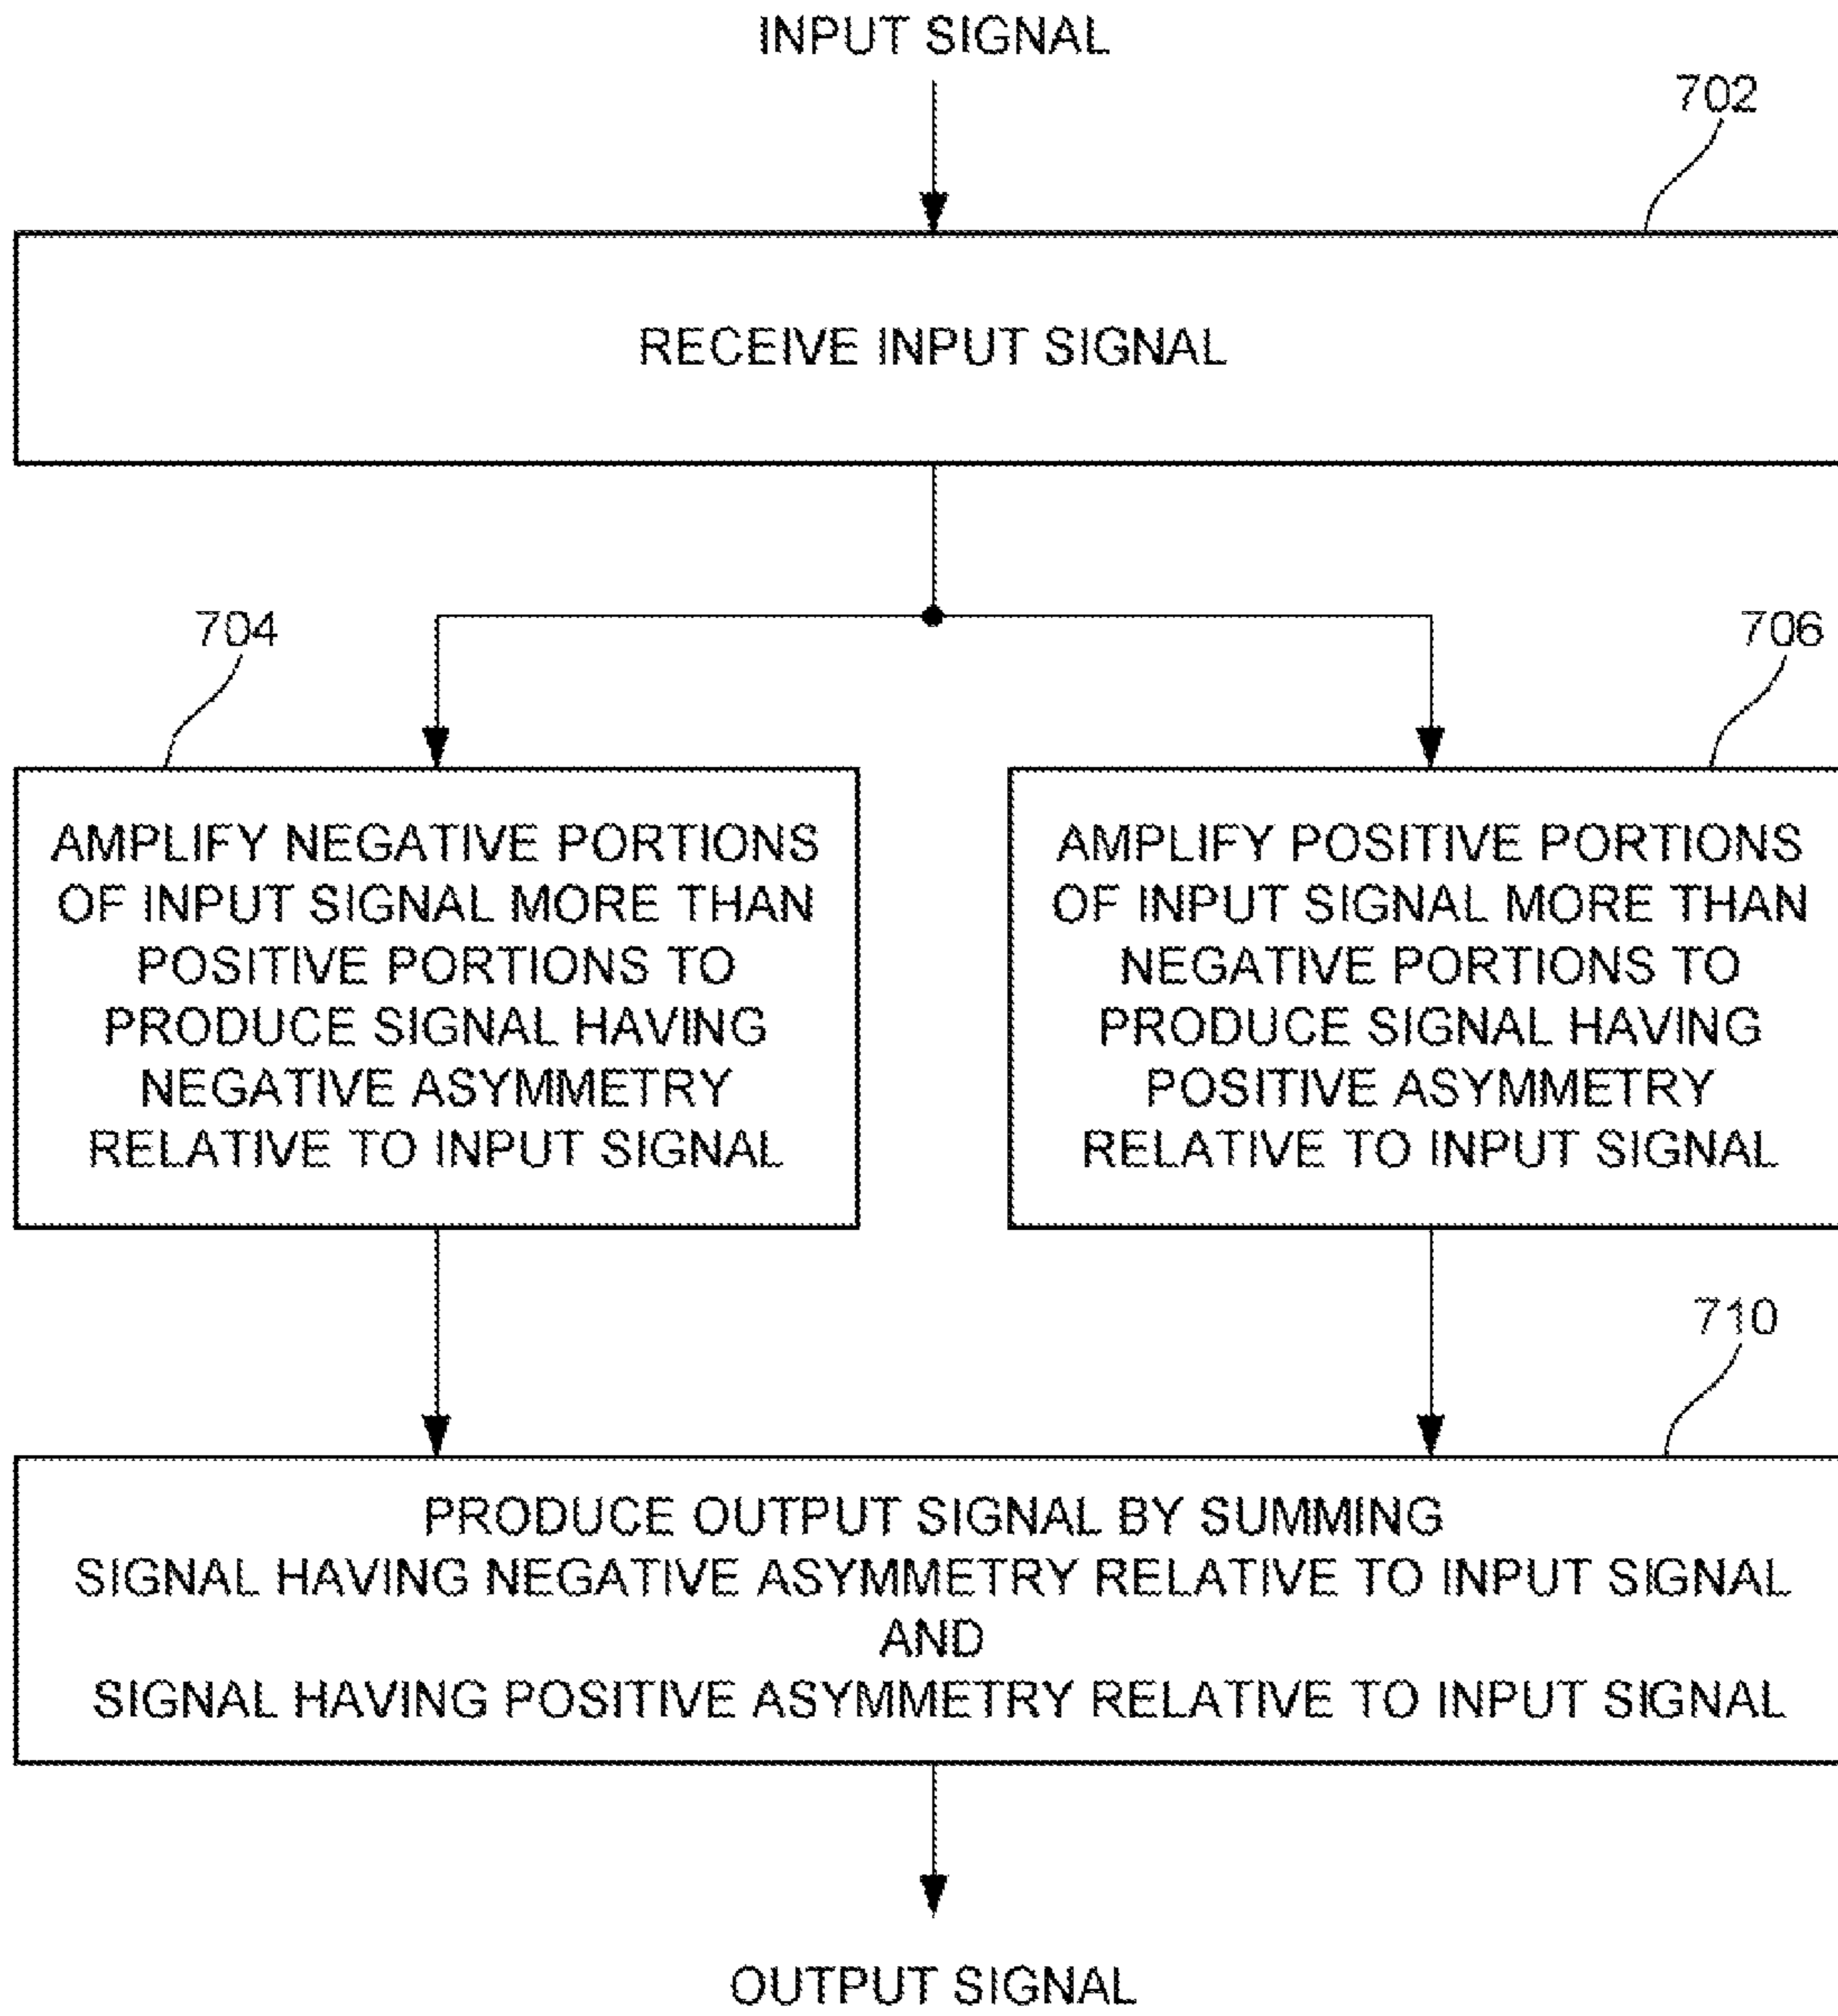 INPUT SIGNAL
702
RECEIVE INPUT SIGNAL
704
706
AMPLIFY NEGATIVE PORTIONS
OF INPUT SIGNAL MORE THAN
POSITIVE PORTIONS TO
PRODUCE SIGNAL HAVING
NEGATIVE ASYMMETRY
RELATIVE TO INPUT SIGNAL
AMPLIFY POSITIVE PORTIONS
OF INPUT SIGNAL MORE THAN
NEGATIVE PORTIONS TO
PRODUCE SIGNAL HAVING
POSITIVE ASYMMETRY
RELATIVE TO INPUT SIGNAL
710
PRODUCE OUTPUT SIGNAL BY SUMMING
SIGNAL HAVING NEGATIVE ASYMMETRY RELATIVE TO INPUT SIGNAL
AND
SIGNAL HAVING POSITIVE ASYMMETRY RELATIVE TO INPUT SIGNAL
OUTPUT SIGNAL